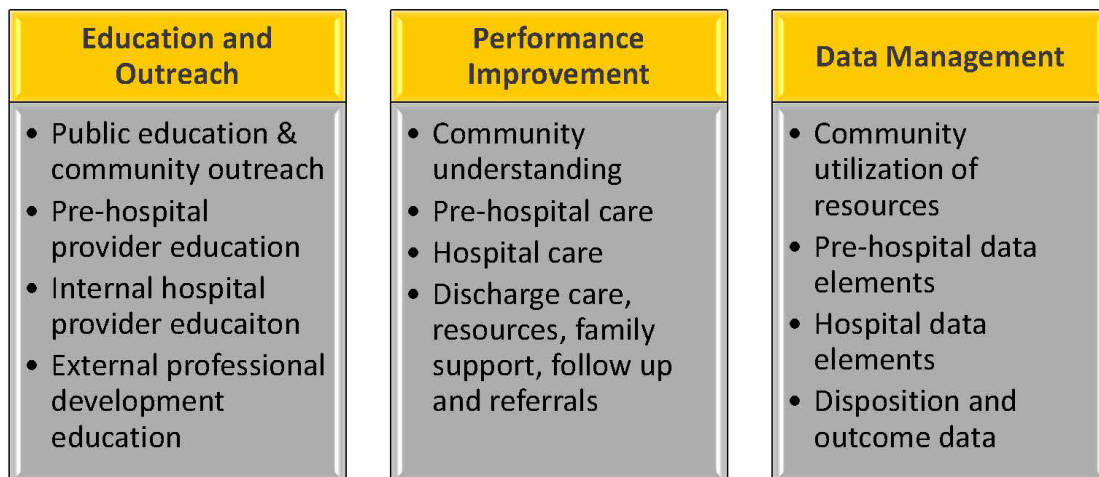 Education and
Outreach
• Public education &
community outreach
• Pre-hospital
provider education
• Internal hospital
provider educaiton
• External professional
development
education
Performance
Improvement
• Community
understanding
• Pre-hospital care
• Hospital care
• Discharge care,
resources, family
support, follow up
and referrals
Data Management
• Community
utilization of
resources
• Pre-hospital data
elements
• Hospital data
elements
• Disposition and
outcome data